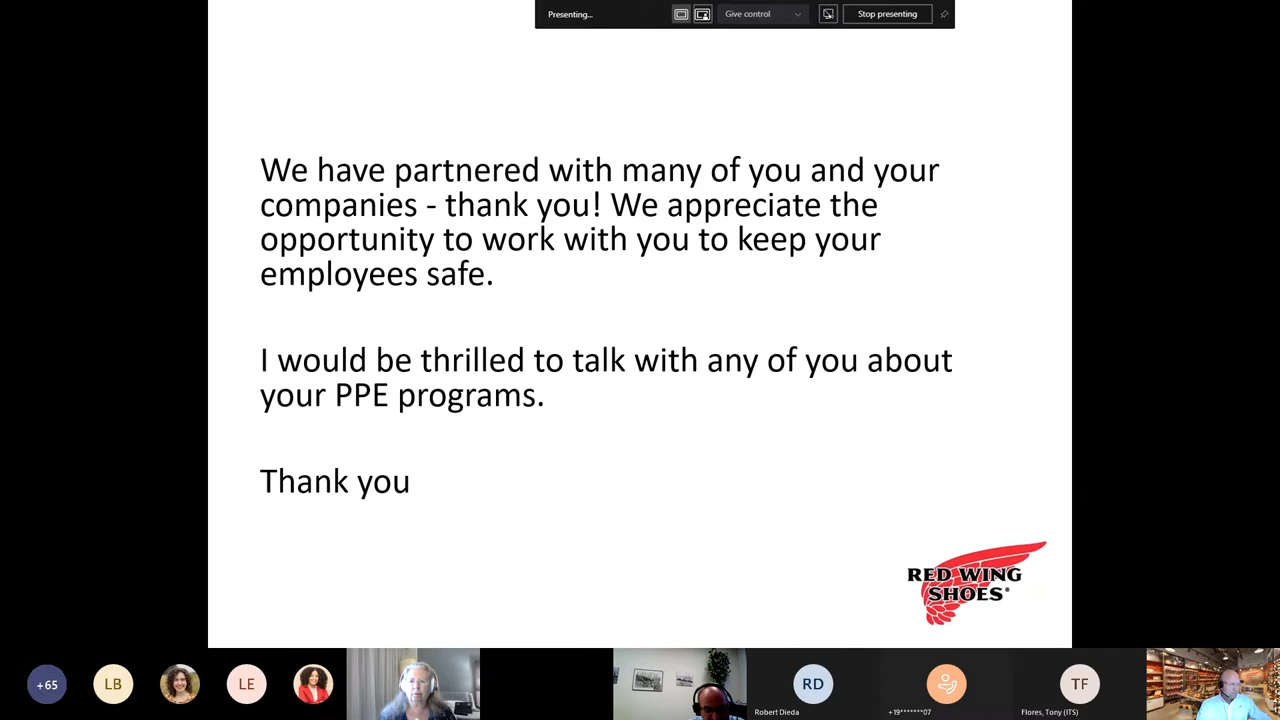 Presenting...
Give control
Stop presenting
We have partnered with many of you and your
companies - thank you! We appreciate the
opportunity to work with you to keep your
employees safe.
I would be thrilled to talk with any of you about
your PPE programs.
Thank you
RED WING
SHOES®
+65
LB
LE
RD
Robert Dieda
+19*******07
TF
Flores, Tony (ITS)